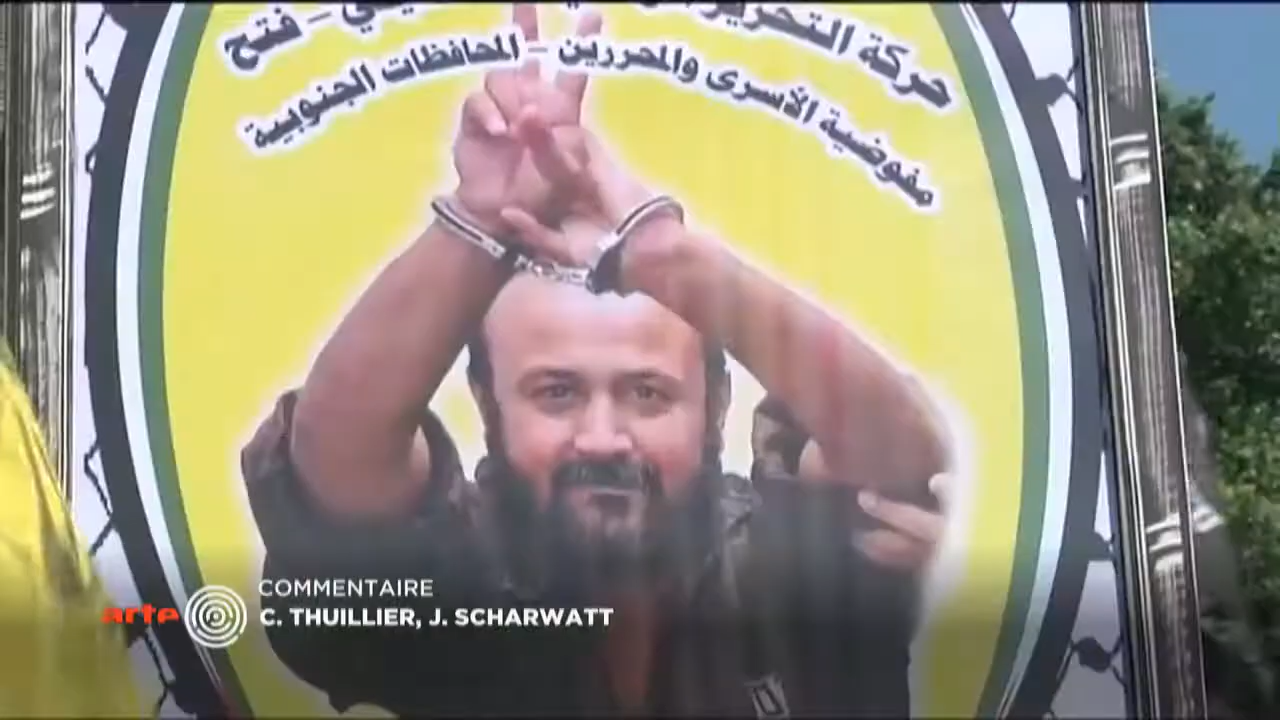 حركة التحرير – فتح
مفوضية الأسرى والمحررين – المحافظات الجنوبية
COMMENTAIRE
arte
C. THUILLIER, J. SCHARWATT